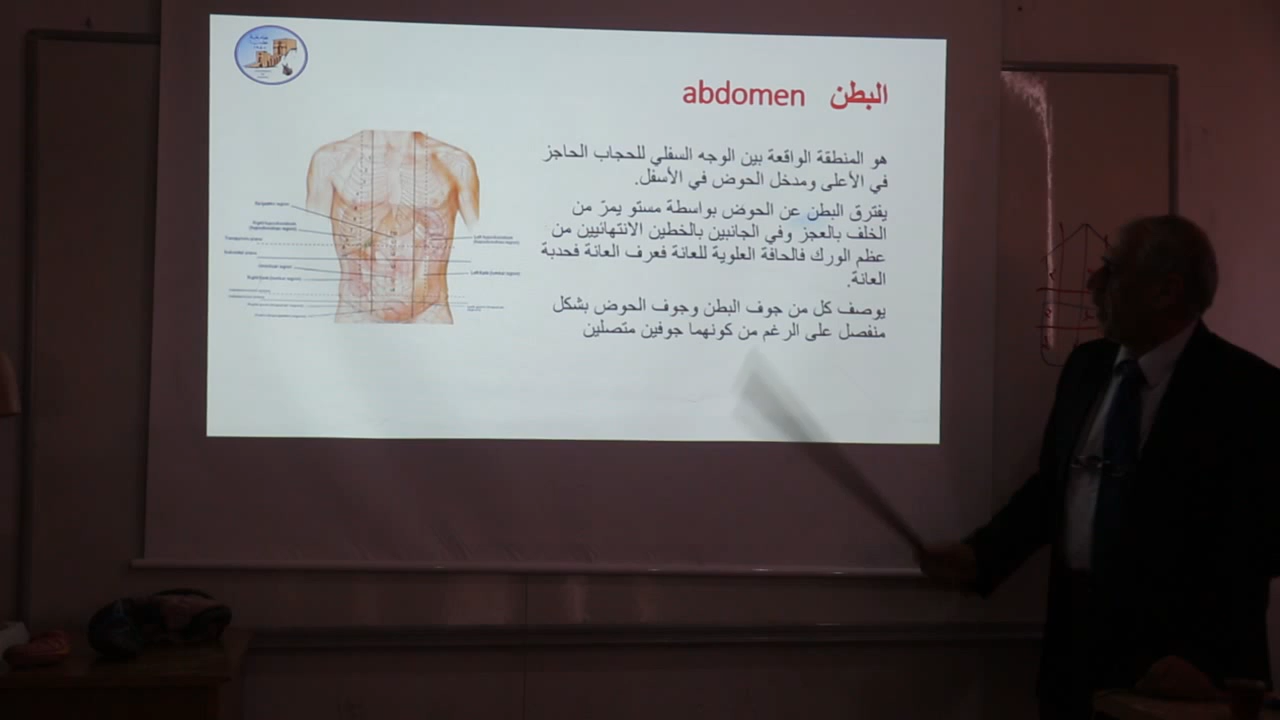 البطن abdomen
هو المنطقة الواقعة بين الوجه السفلي للحجاب الحاجز
في الأعلى ومدخل الحوض في الأسفل.
يفترق البطن عن الحوض بواسطة مستو يمرّ من
الخلف بالعجز وفي الجانبين بالخطين الانتهائيين من
عظم الورك فالحافة العلوية للعانة فعرف العانة فحدبة
العانة.
يوصف كل من جوف البطن وجوف الحوض بشكل
منفصل على الرغم من كونهما جوفين متصلين